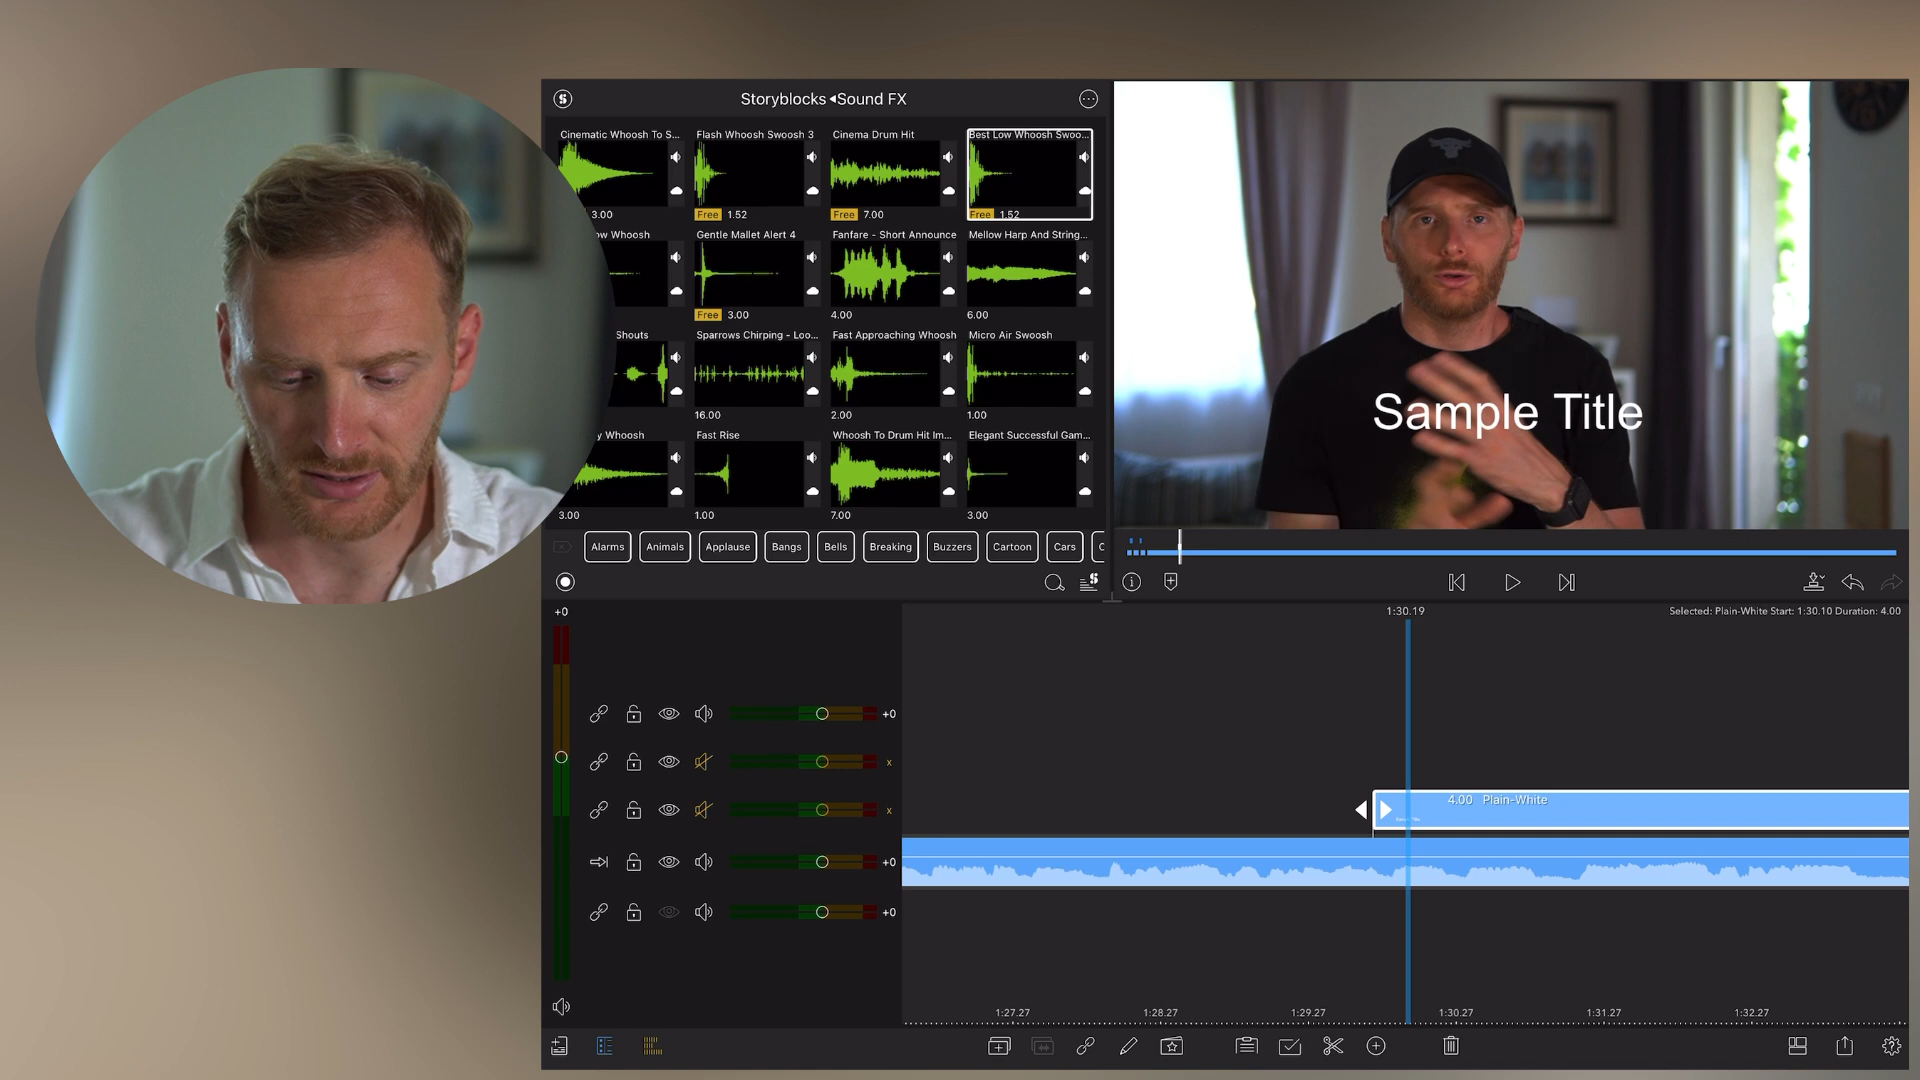 Storyblocks ◂Sound FX
Cinematic Whoosh To S...
Flash Whoosh Swoosh 3
Cinema Drum Hit
Best Low Whoosh Swoo...
3.00
Free 1.52
Free 7.00
Free 1.52
ow Whoosh
Gentle Mallet Alert 4
Fanfare - Short Announce
Mellow Harp And String...
Free 3.00
4.00
6.00
Shouts
Sparrows Chirping - Loo...
Fast Approaching Whoosh
Micro Air Swoosh
16.00
2.00
1.00
y Whoosh
Fast Rise
Whoosh To Drum Hit Im...
Elegant Successful Gam...
3.00
1.00
7.00
3.00
Alarms
Animals
Applause
Bangs
Bells
Breaking
Buzzers
Cartoon
Cars
C
Sample Title
+0
1:30.19
Selected: Plain-White Start: 1:30.10 Duration: 4.00
+0
x
4.00 Plain-White
x
+0
+0
1:27.27
1:28.27
1:29.27
1:30.27
1:31.27
1:32.27